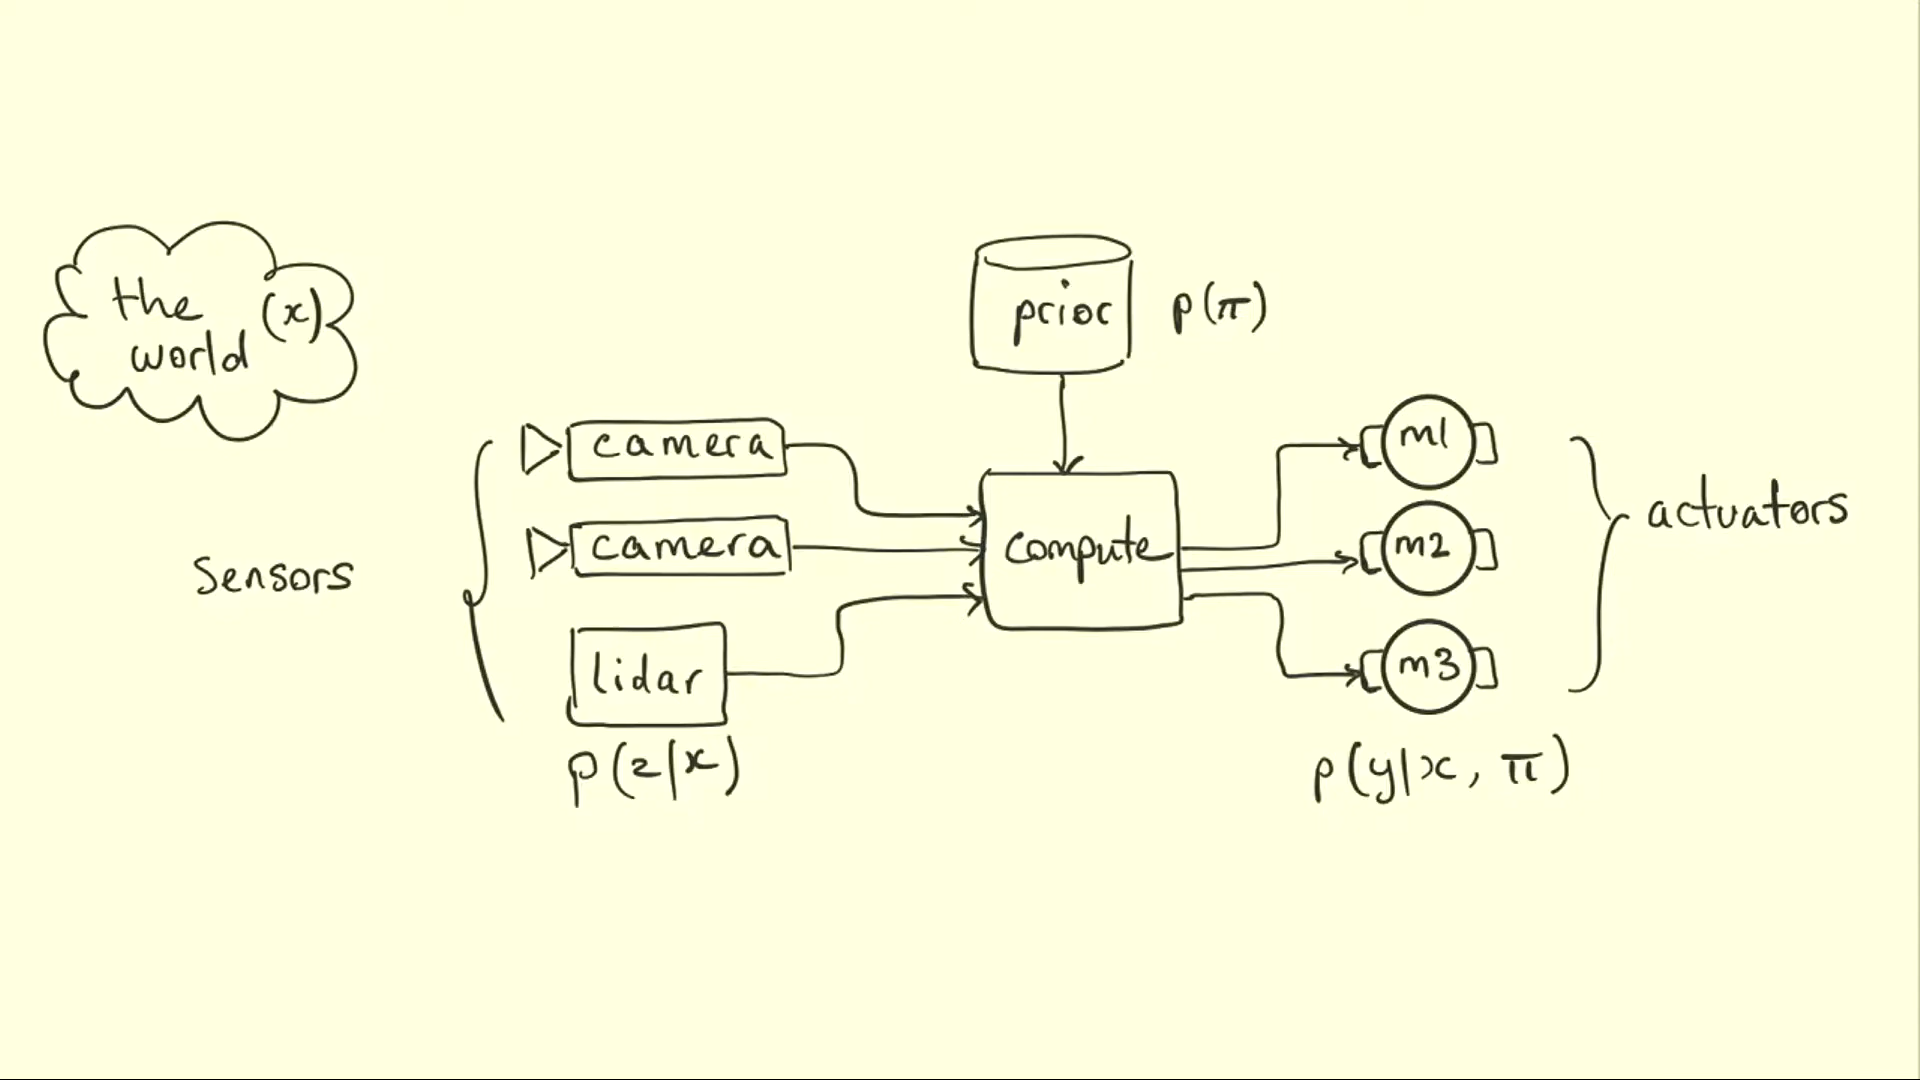 the (x)
world
prior
p(π)
camera
camera
lidar
Sensors
compute
m1
m2
m3
actuators
p(z|x)
p(y|x, π)